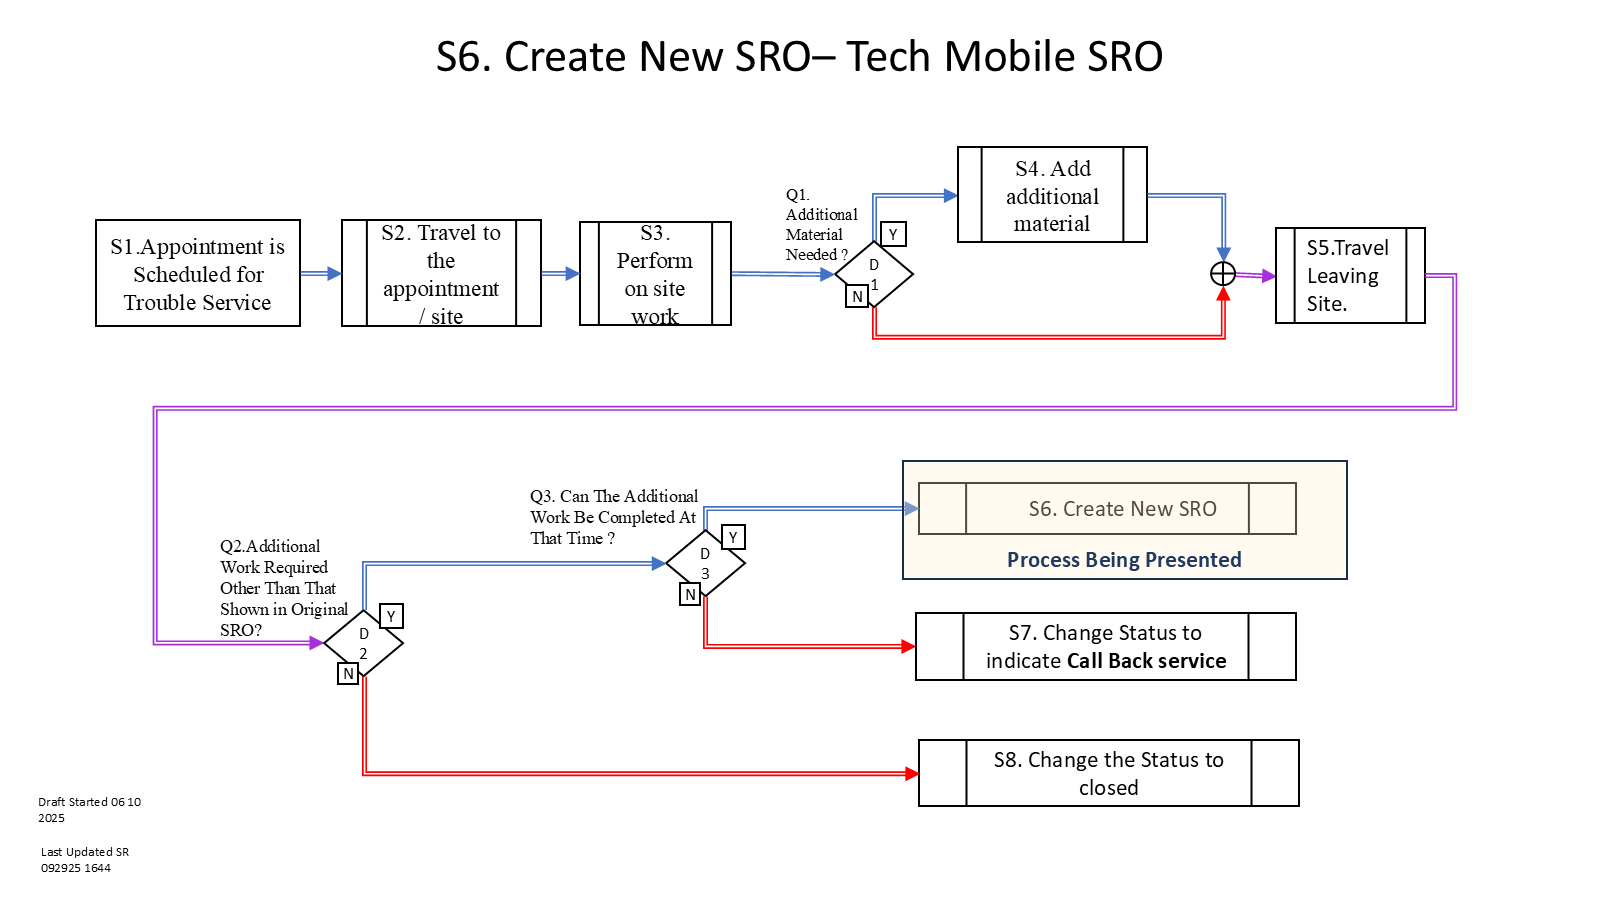 S6. Create New SRO– Tech Mobile SRO
S1.Appointment is
Scheduled for
Trouble Service
S2. Travel to
the
appointment
/ site
S3.
Perform
on site
work
Q1.
Additional
Material
Needed ?
Y
D
1
N
S4. Add
additional
material
S5.Travel
Leaving
Site.
Q2.Additional
Work Required
Other Than That
Shown in Original
SRO?
Y
D
2
N
Q3. Can The Additional
Work Be Completed At
That Time ?
Y
D
3
N
S6. Create New SRO
Process Being Presented
S7. Change Status to
indicate Call Back service
S8. Change the Status to
closed
Draft Started 06 10
2025
Last Updated SR
092925 1644